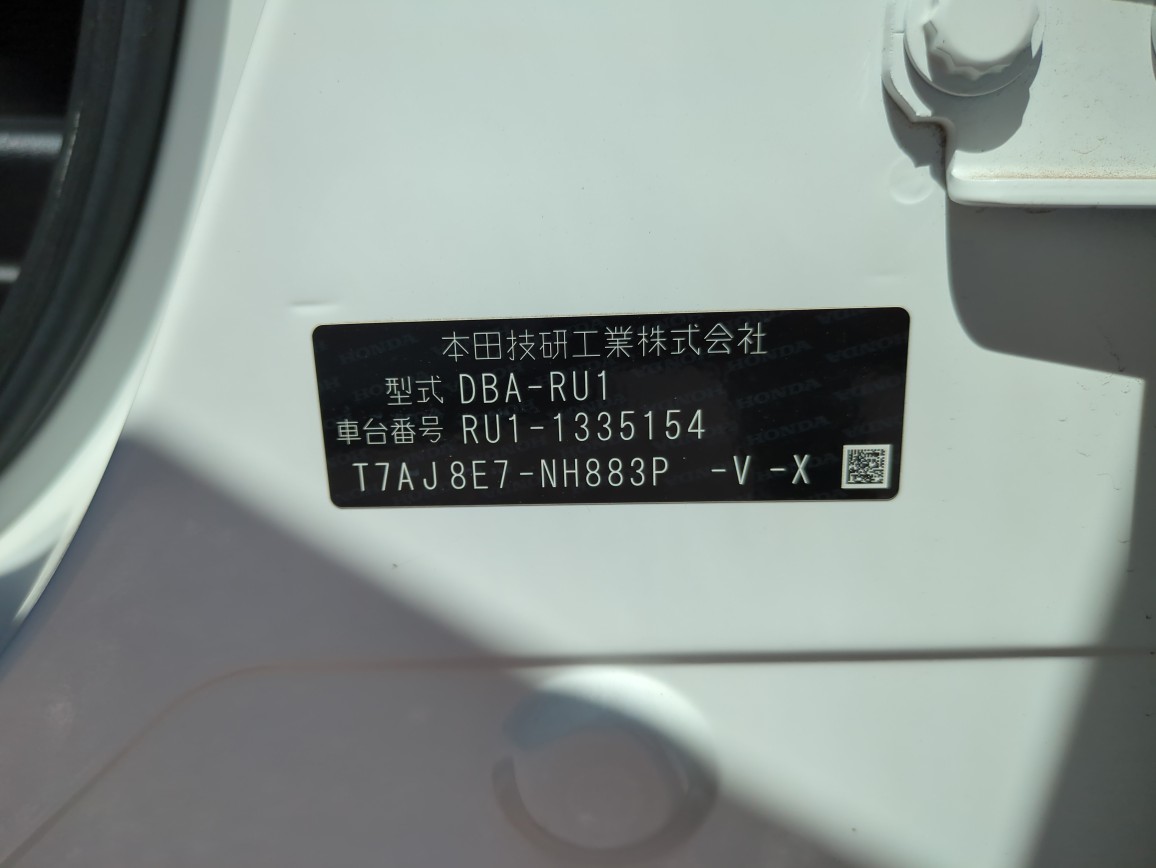 本田技研工業株式会社
型式 DBA-RU1
車台番号 RU1-1335154
T7AJ8E7-NH883P -V -X